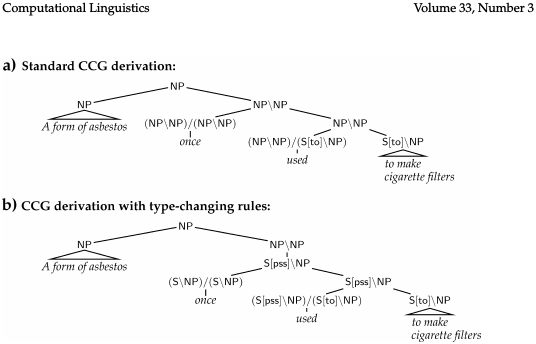 Computational Linguistics Volume 33, Number 3
a) Standard CCG derivation:
NP
NP NP\NP
A form of asbestos (NP\NP)/(NP\NP) NP\NP
once (NP\NP)/(S[to]\NP) S[to]\NP
used to make
cigarette filters
b) CCG derivation with type-changing rules:
NP
NP NP\NP
A form of asbestos S[pss]\NP
(S\NP)/(S\NP) S[pss]\NP
once (S[pss]\NP)/(S[to]\NP) S[to]\NP
used to make
cigarette filters